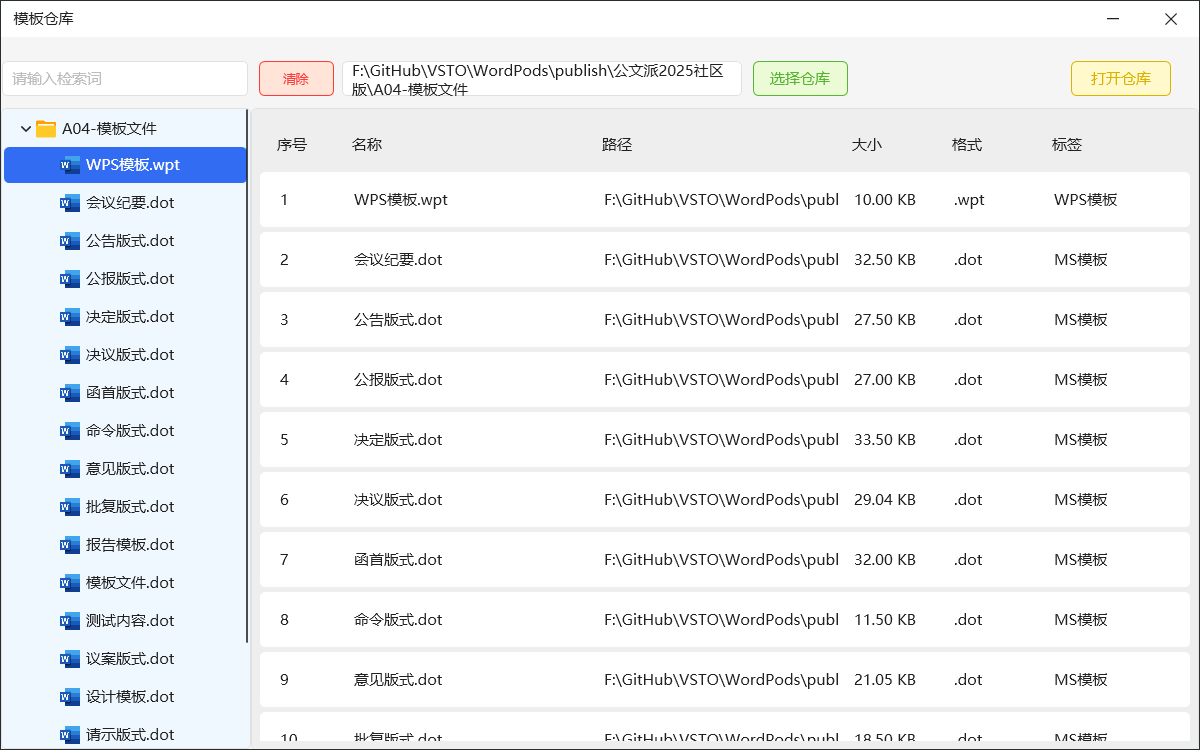 模板仓库
请输入检索词
清除
F:\GitHub\VSTO\WordPods\publish\公文派2025社区
版\A04-模板文件
选择仓库
打开仓库
A04-模板文件
WPS模板.wpt
会议纪要.dot
公告版式.dot
公报版式.dot
决定版式.dot
决议版式.dot
函首版式.dot
命令版式.dot
意见版式.dot
批复版式.dot
报告模板.dot
模板文件.dot
测试内容.dot
议案版式.dot
设计模板.dot
请示版式.dot
序号 名称 路径 大小 格式 标签
1 WPS模板.wpt F:\GitHub\VSTO\WordPods\publ 10.00 KB .wpt WPS模板
2 会议纪要.dot F:\GitHub\VSTO\WordPods\publ 32.50 KB .dot MS模板
3 公告版式.dot F:\GitHub\VSTO\WordPods\publ 27.50 KB .dot MS模板
4 公报版式.dot F:\GitHub\VSTO\WordPods\publ 27.00 KB .dot MS模板
5 决定版式.dot F:\GitHub\VSTO\WordPods\publ 33.50 KB .dot MS模板
6 决议版式.dot F:\GitHub\VSTO\WordPods\publ 29.04 KB .dot MS模板
7 函首版式.dot F:\GitHub\VSTO\WordPods\publ 32.00 KB .dot MS模板
8 命令版式.dot F:\GitHub\VSTO\WordPods\publ 11.50 KB .dot MS模板
9 意见版式.dot F:\GitHub\VSTO\WordPods\publ 21.05 KB .dot MS模板
10 批复版式.dot F:\GitHub\VSTO\WordPods\publ 18.50 KB .dot MS模板